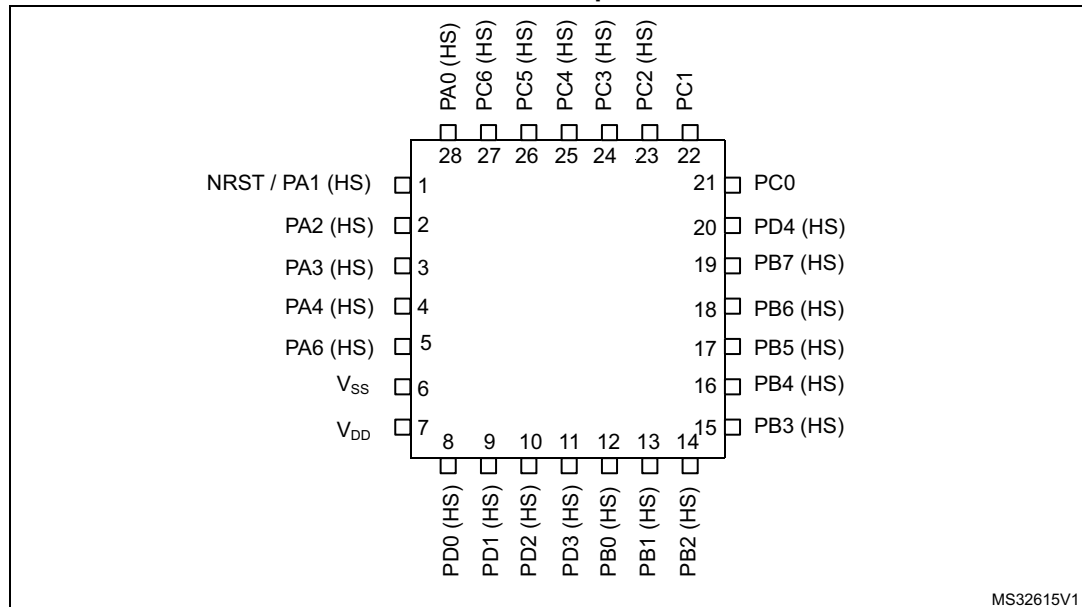 PA0 (HS)
PC6 (HS)
PC5 (HS)
PC4 (HS)
PC3 (HS)
PC2 (HS)
PC1
28 27 26 25 24 23 22
NRST / PA1 (HS) 1
21 PC0
PA2 (HS) 2
20 PD4 (HS)
PA3 (HS) 3
19 PB7 (HS)
PA4 (HS) 4
18 PB6 (HS)
PA6 (HS) 5
17 PB5 (HS)
VSS 6
16 PB4 (HS)
VDD 7
15 PB3 (HS)
8 9 10 11 12 13 14
PD0 (HS)
PD1 (HS)
PD2 (HS)
PD3 (HS)
PB0 (HS)
PB1 (HS)
PB2 (HS)
MS32615V1